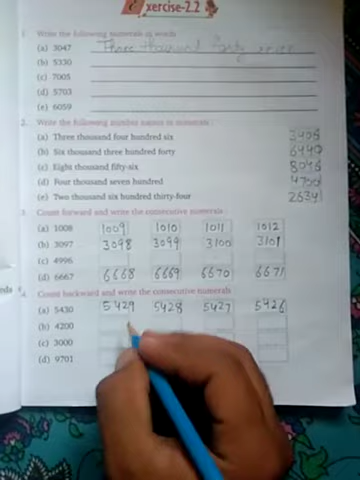 Exercise-2.2
1. Write the following numerals in words
(a) 3047 Three thousand forty seven
(b) 5330
(c) 7005
(d) 5703
(e) 6059
2. Write the following number names in numerals :
(a) Three thousand four hundred six 3406
(b) Six thousand three hundred forty
(c) Eight thousand fifty-six
(d) Four thousand seven hundred 4700
(e) Two thousand six hundred thirty-four 2634
3. Count forward and write the consecutive numerals :
(a) 1008 1009 1010 1011 1012
(b) 3097 3098 3099 3100 3101
(c) 4996
(d) 6667 6668 6669 6670 6671
4. Count backward and write the consecutive numerals
(a) 5430 5429 5428 5427 5426
(b) 4200
(c) 3000
(d) 9701